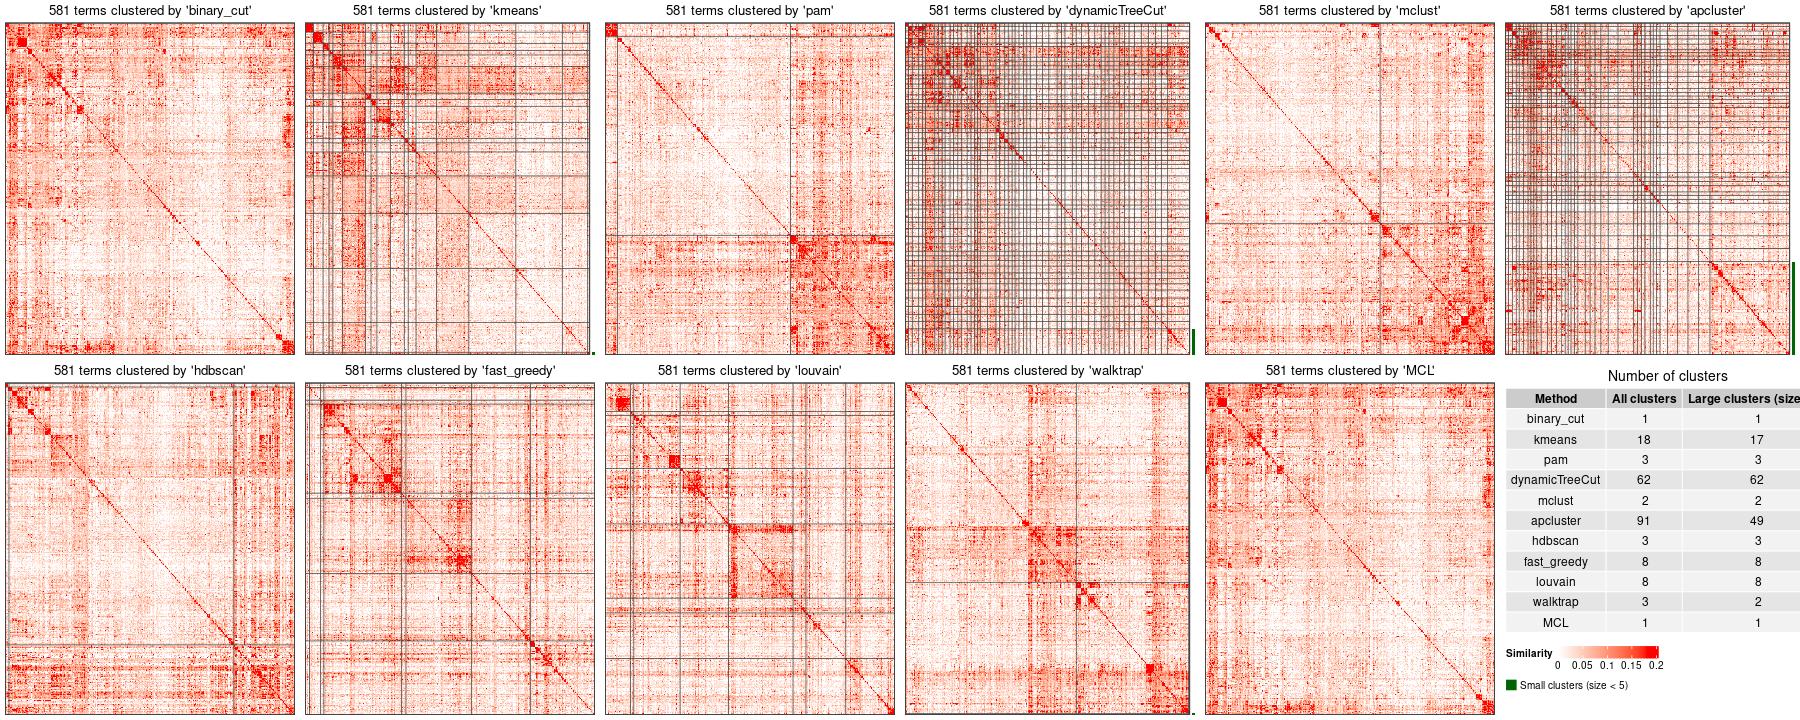 581 terms clustered by 'binary_cut'
581 terms clustered by 'kmeans'
581 terms clustered by 'pam'
581 terms clustered by 'dynamicTreeCut'
581 terms clustered by 'mclust'
581 terms clustered by 'apcluster'
581 terms clustered by 'hdbscan'
581 terms clustered by 'fast_greedy'
581 terms clustered by 'louvain'
581 terms clustered by 'walktrap'
581 terms clustered by 'MCL'
Number of clusters
Method All clusters Large clusters (size
binary_cut 1 1
kmeans 18 17
pam 3 3
dynamicTreeCut 62 62
mclust 2 2
apcluster 91 49
hdbscan 3 3
fast_greedy 8 8
louvain 8 8
walktrap 3 2
MCL 1 1
Similarity
0 0.05 0.1 0.15 0.2
Small clusters (size < 5)